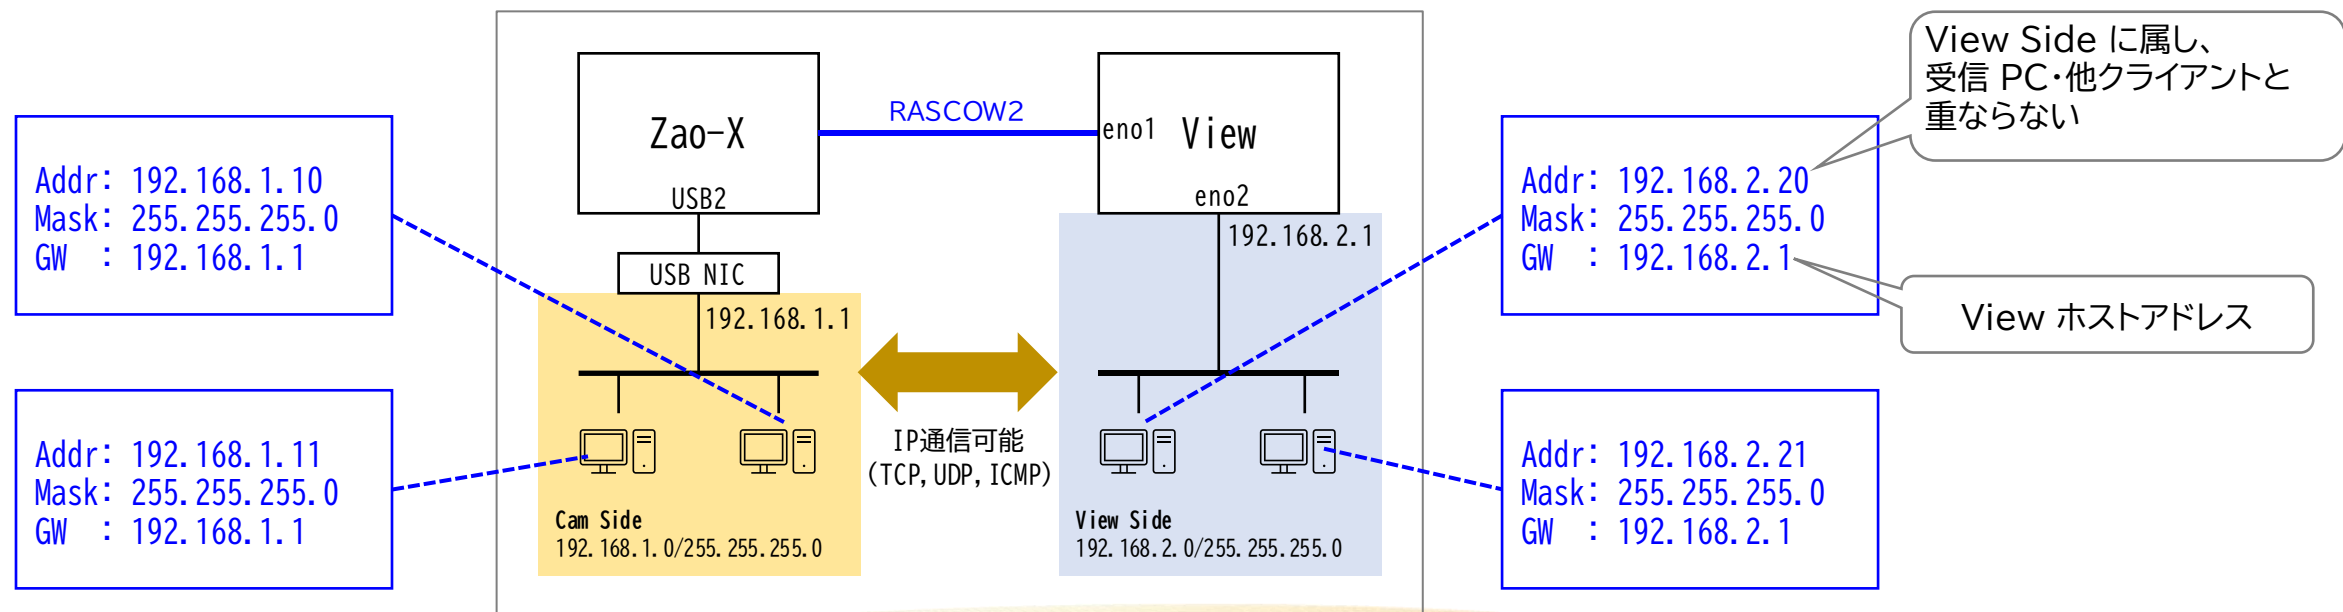 Addr: 192.168.1.10
Mask: 255.255.255.0
GW  : 192.168.1.1
Addr: 192.168.1.11
Mask: 255.255.255.0
GW  : 192.168.1.1
Zao-X
USB2
RASCOW2
eno1
View
eno2
USB NIC
192.168.1.1
192.168.2.1
IP通信可能
(TCP,UDP,ICMP)
Cam Side
192.168.1.0/255.255.255.0
View Side
192.168.2.0/255.255.255.0
View Side に属し、
受信 PC・他クライアントと
重ならない
Addr: 192.168.2.20
Mask: 255.255.255.0
GW  : 192.168.2.1
View ホストアドレス
Addr: 192.168.2.21
Mask: 255.255.255.0
GW  : 192.168.2.1